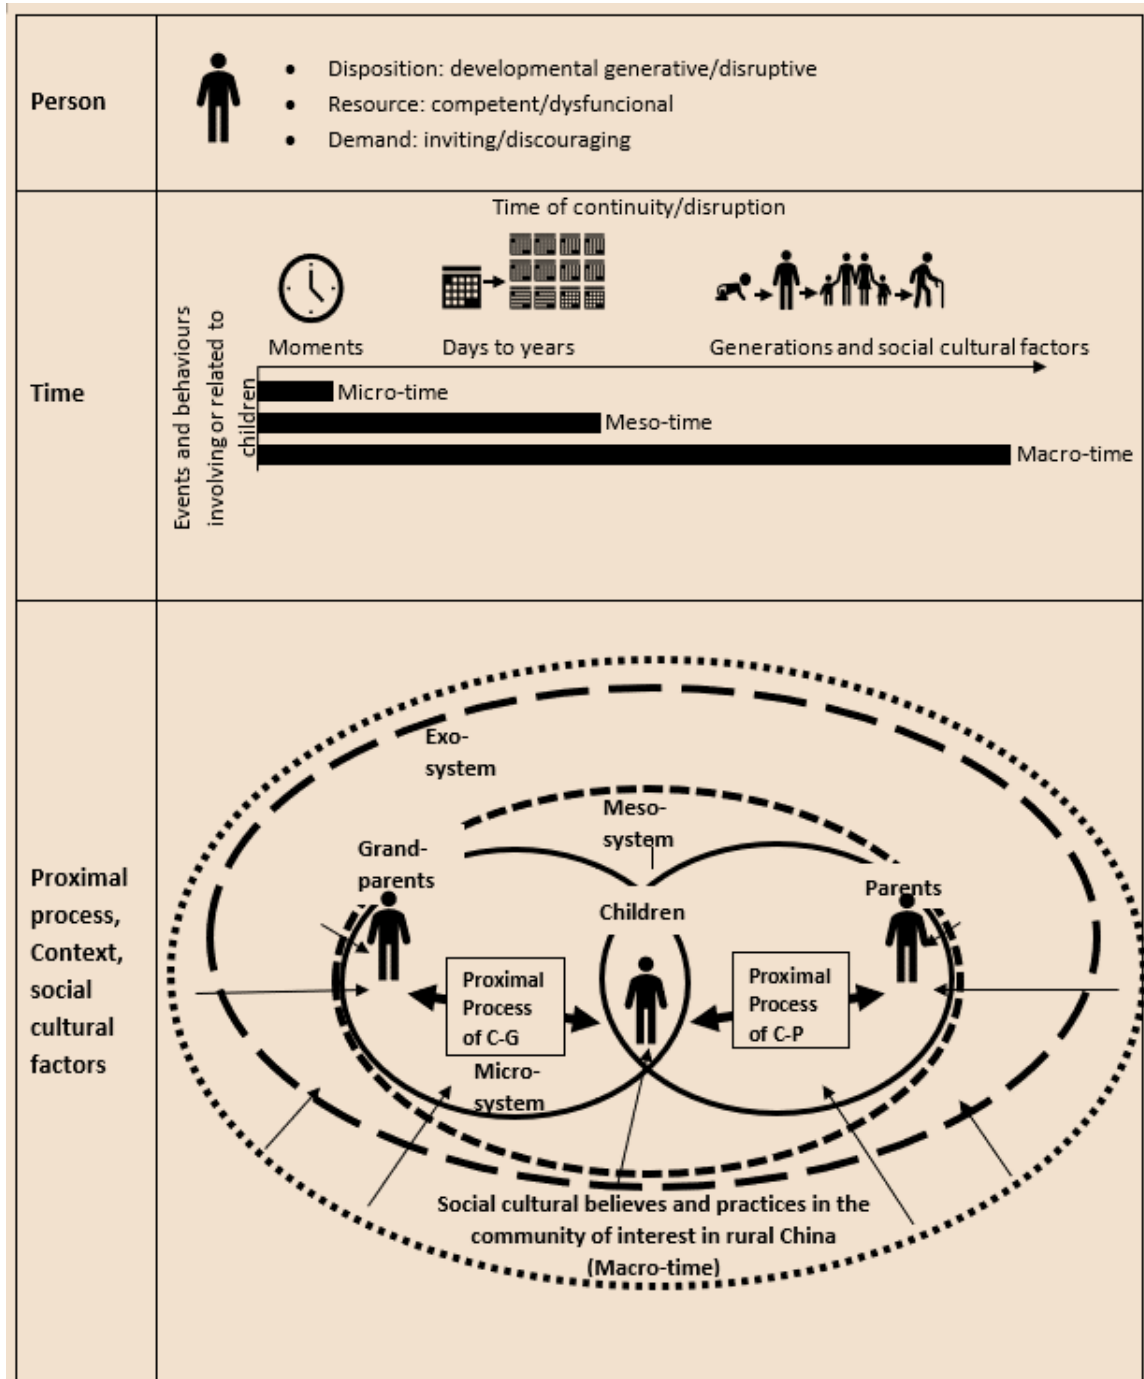 Person
• Disposition: developmental generative/disruptive
• Resource: competent/dysfuncional
• Demand: inviting/discouraging
Time
Time of continuity/disruption
Events and behaviours
involving or related to
children
Moments
Days to years
Generations and social cultural factors
Micro-time
Meso-time
Macro-time
Proximal
process,
Context,
social
cultural
factors
Exo-
system
Meso-
system
Grand-
parents
Children
Parents
Proximal
Process
of C-G
Proximal
Process
of C-P
Micro-
system
Social cultural believes and practices in the
community of interest in rural China
(Macro-time)